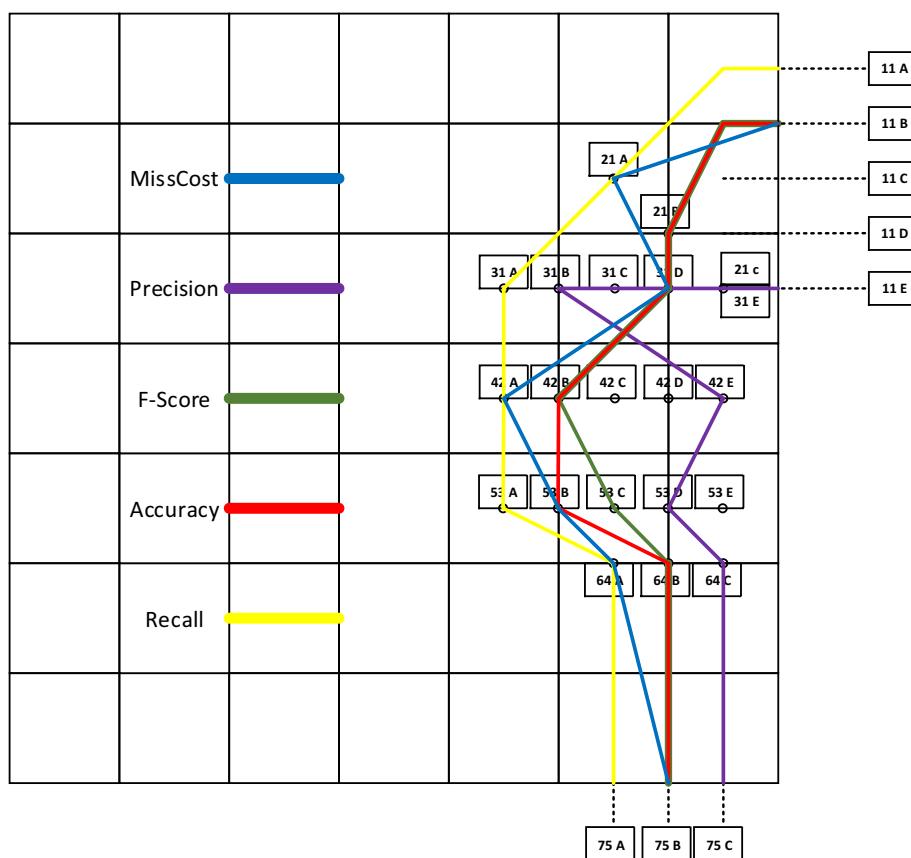 11 A
11 B
MissCost
21 A
11 C
21 B
11 D
Precision
31 A
31 B
31 C
31 D
21 c
11 E
31 E
F-Score
42 A
42 B
42 C
42 D
42 E
Accuracy
53 A
53 B
53 C
53 D
53 E
64 A
64 B
64 C
Recall
75 A
75 B
75 C